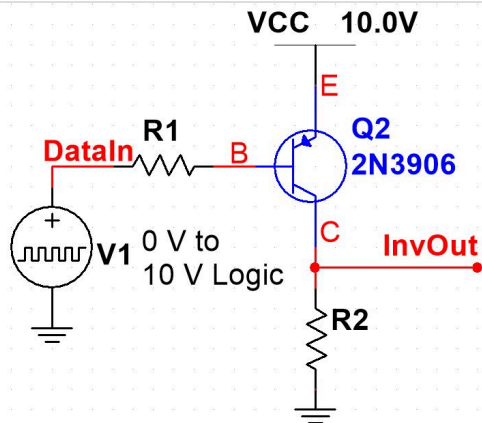 VCC 10.0V
E
R1
Q2
DataIn
B
2N3906
C
InvOut
V1
0 V to
10 V Logic
R2